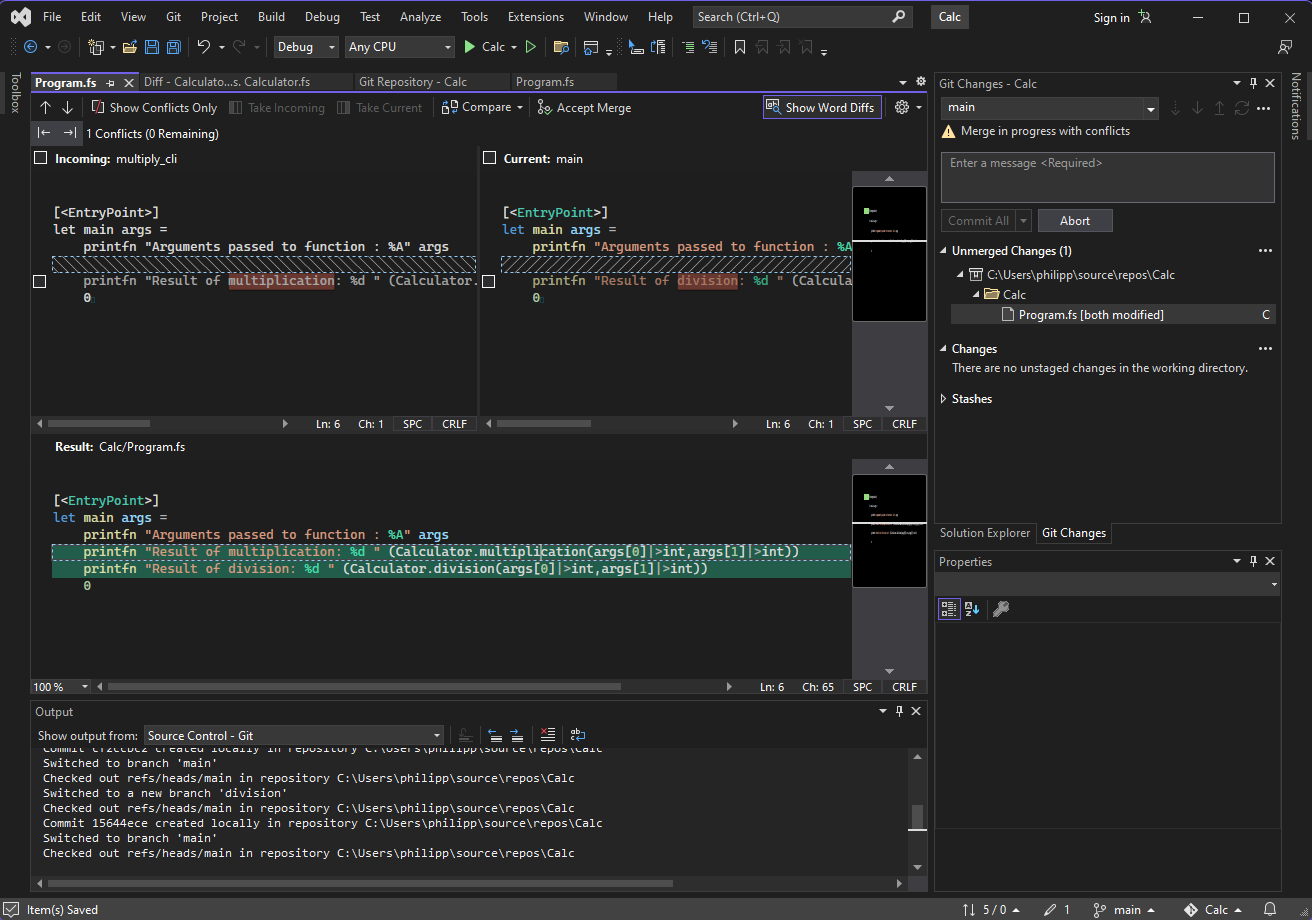 File Edit View Git Project Build Debug Test Analyze Tools Extensions Window Help Search (Ctrl+Q) Calc Sign in
Debug Any CPU Calc
Toolbox
Program.fs Diff - Calculato...s. Calculator.fs Git Repository - Calc Program.fs
Show Conflicts Only Take Incoming Take Current Compare Accept Merge Show Word Diffs
1 Conflicts (0 Remaining)
Incoming: multiply_cli
[<EntryPoint>]
let main args =
printfn "Arguments passed to function : %A" args
printfn "Result of multiplication: %d " (Calculator.
0
Ln: 6 Ch: 1 SPC CRLF
Current: main
[<EntryPoint>]
let main args =
printfn "Arguments passed to function : %A
printfn "Result of division: %d " (Calcula
0
Ln: 6 Ch: 1 SPC CRLF
Result: Calc/Program.fs
[<EntryPoint>]
let main args =
printfn "Arguments passed to function : %A" args
printfn "Result of multiplication: %d " (Calculator.multiplication(args[0]|>int,args[1]|>int))
printfn "Result of division: %d " (Calculator.division(args[0]|>int,args[1]|>int))
0
100 % Ln: 6 Ch: 65 SPC CRLF
Output
Show output from: Source Control - Git
created locally in repository C:\Users\philipp\source\repos\Calc
Switched to branch 'main'
Checked out refs/heads/main in repository C:\Users\philipp\source\repos\Calc
Switched to a new branch 'division'
Checked out refs/heads/main in repository C:\Users\philipp\source\repos\Calc
Commit 15644ece created locally in repository C:\Users\philipp\source\repos\Calc
Switched to branch 'main'
Checked out refs/heads/main in repository C:\Users\philipp\source\repos\Calc
Git Changes - Calc
main
Merge in progress with conflicts
Enter a message <Required>
Commit All Abort
Unmerged Changes (1)
C:\Users\philipp\source\repos\Calc
Calc
Program.fs [both modified] C
Changes
There are no unstaged changes in the working directory.
Stashes
Solution Explorer Git Changes
Properties
Notifications
Item(s) Saved 5 / 0 1 main Calc